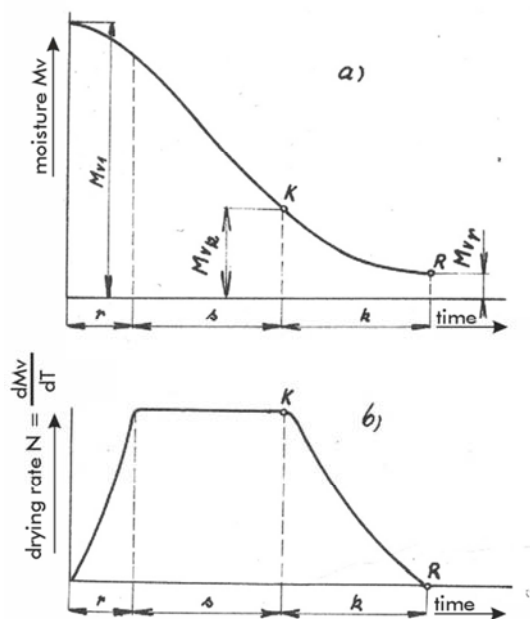 a)
moisture Mv
Mv1
K
Mvk
Mvr
R
r
s
k
time
b)
drying rate N = dMv
dT
K
R
r
s
k
time